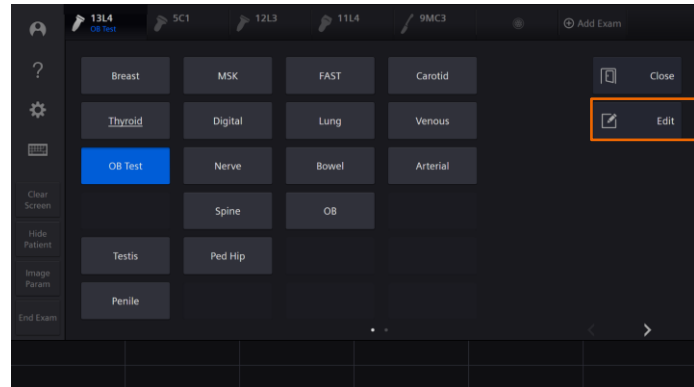 13L4
OB Test
5C1
12L3
11L4
9MC3
Add Exam
Breast
MSK
FAST
Carotid
Close
Thyroid
Digital
Lung
Venous
Edit
OB Test
Nerve
Bowel
Arterial
Clear
Screen
Spine
OB
Hide
Patient
Testis
Ped Hip
Image
Param
Penile
End Exam